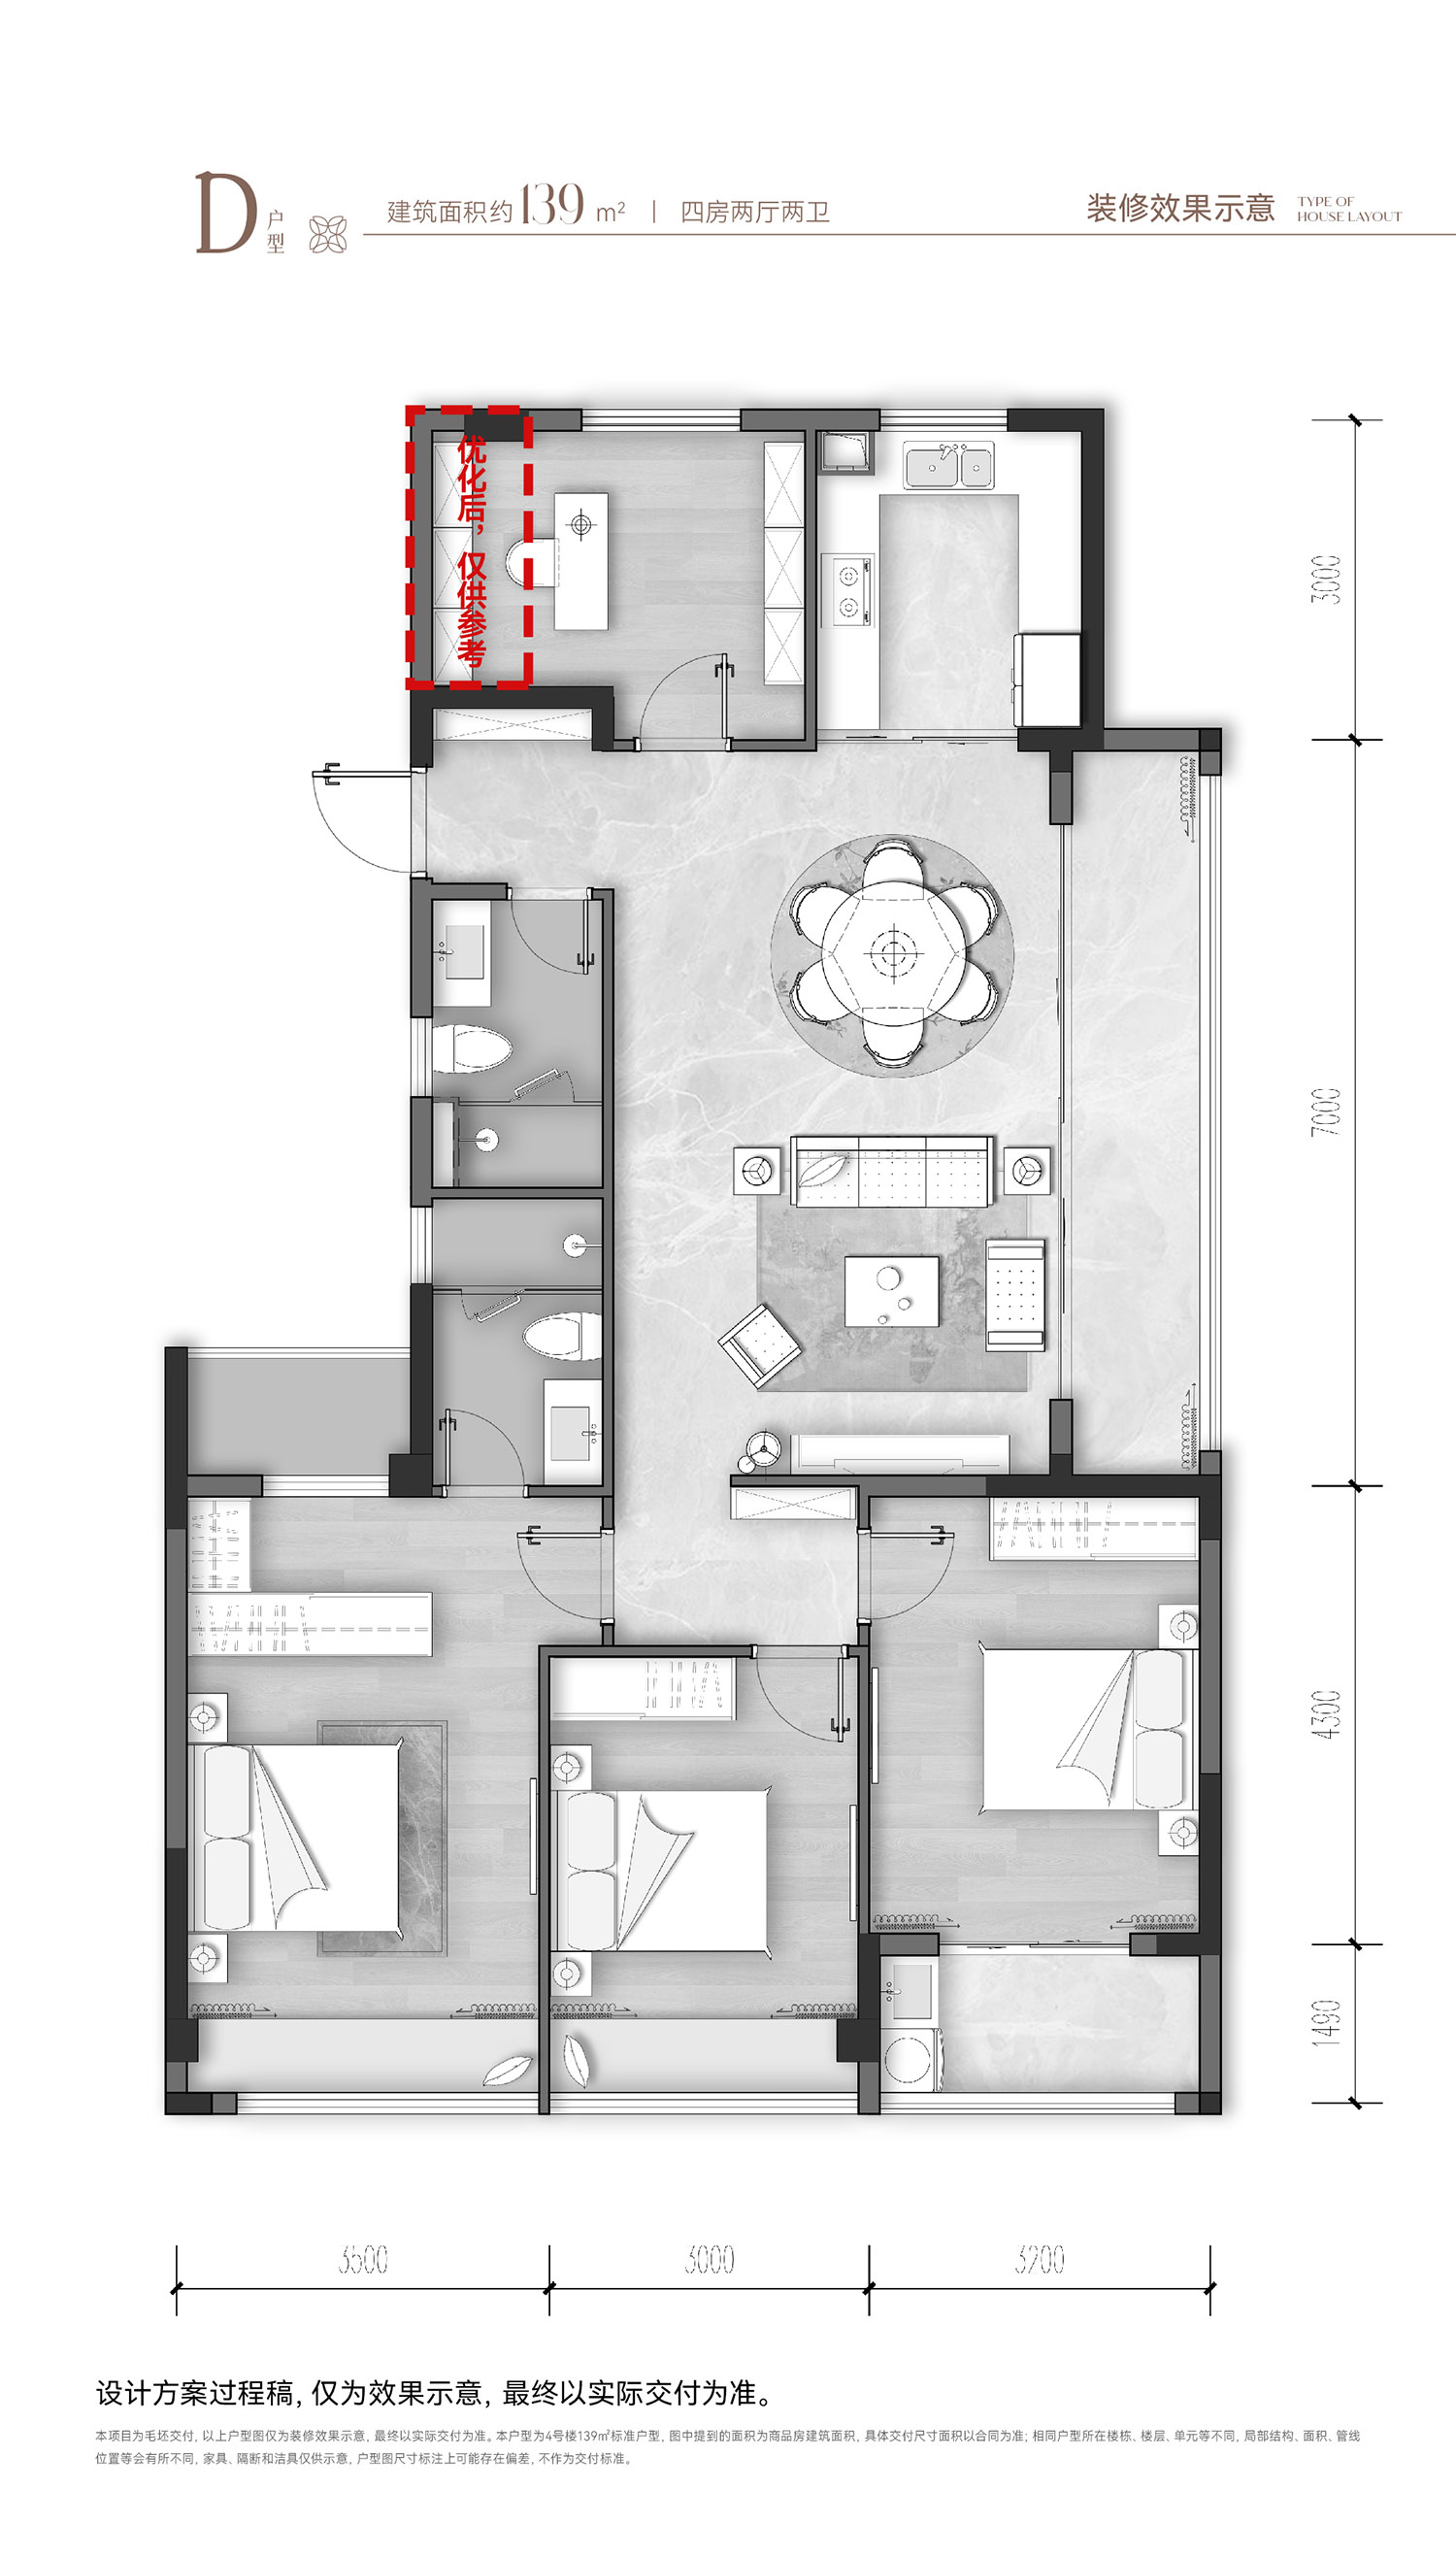 D户型 建筑面积约139 m² | 四房两厅两卫
装修效果示意
TYPE OF
HOUSE LAYOUT
优化后，仅供参考
3000
7000
4300
1490
3500 3000 3200
设计方案过程稿，仅为效果示意，最终以实际交付为准。
本项目为毛坯交付，以上户型图仅为装修效果示意，最终以实际交付为准。本户型为4号楼139㎡标准户型，图中提到的面积为商品房建筑面积，具体交付尺寸面积以合同为准；相同户型所在楼栋、楼层、单元等不同，局部结构、面积、管线
位置等会有所不同，家具、隔断和洁具仅供示意，户型图尺寸标注上可能存在偏差，不作为交付标准。